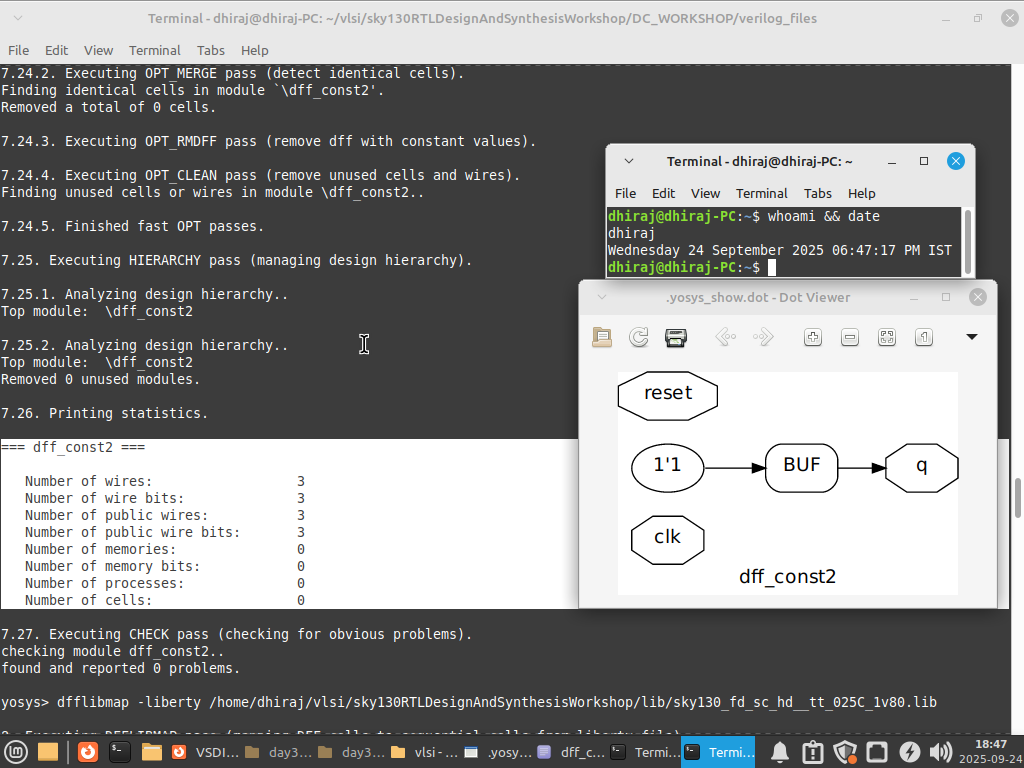 Terminal - dhiraj@dhiraj-PC: ~/vlsi/sky130RTLDesignAndSynthesisWorkshop/DC_WORKSHOP/verilog_files
File Edit View Terminal Tabs Help
7.24.2. Executing OPT_MERGE pass (detect identical cells).
Finding identical cells in module `\dff_const2'.
Removed a total of 0 cells.
7.24.3. Executing OPT_RMDFF pass (remove dff with constant values).
7.24.4. Executing OPT_CLEAN pass (remove unused cells and wires).
Finding unused cells or wires in module \dff_const2..
7.24.5. Finished fast OPT passes.
7.25. Executing HIERARCHY pass (managing design hierarchy).
7.25.1. Analyzing design hierarchy..
Top module:  \dff_const2
7.25.2. Analyzing design hierarchy..
Top module:  \dff_const2
Removed 0 unused modules.
7.26. Printing statistics.
=== dff_const2 ===
Number of wires: 3
Number of wire bits: 3
Number of public wires: 3
Number of public wire bits: 3
Number of memories: 0
Number of memory bits: 0
Number of processes: 0
Number of cells: 0
7.27. Executing CHECK pass (checking for obvious problems).
checking module dff_const2..
found and reported 0 problems.
yosys> dfflibmap -liberty /home/dhiraj/vlsi/sky130RTLDesignAndSynthesisWorkshop/lib/sky130_fd_sc_hd__tt_025C_1v80.lib
Terminal - dhiraj@dhiraj-PC: ~
File Edit View Terminal Tabs Help
dhiraj@dhiraj-PC:~$ whoami && date
dhiraj
Wednesday 24 September 2025 06:47:17 PM IST
dhiraj@dhiraj-PC:~$
.yosys_show.dot - Dot Viewer
reset
1'1 BUF q
clk
dff_const2
VSDI... day3... day3... vlsi - ... .yosy... dff_c... Termi... Termi...
18:47
2025-09-24